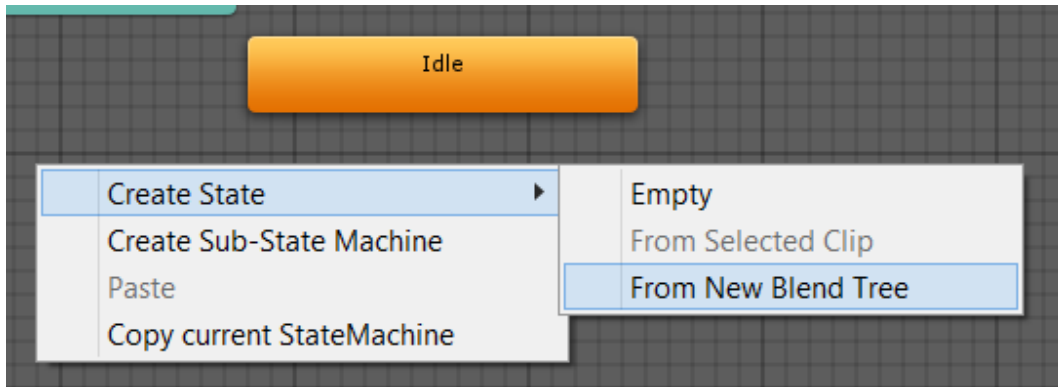 Idle
Create State
Create Sub-State Machine
Paste
Copy current StateMachine
Empty
From Selected Clip
From New Blend Tree